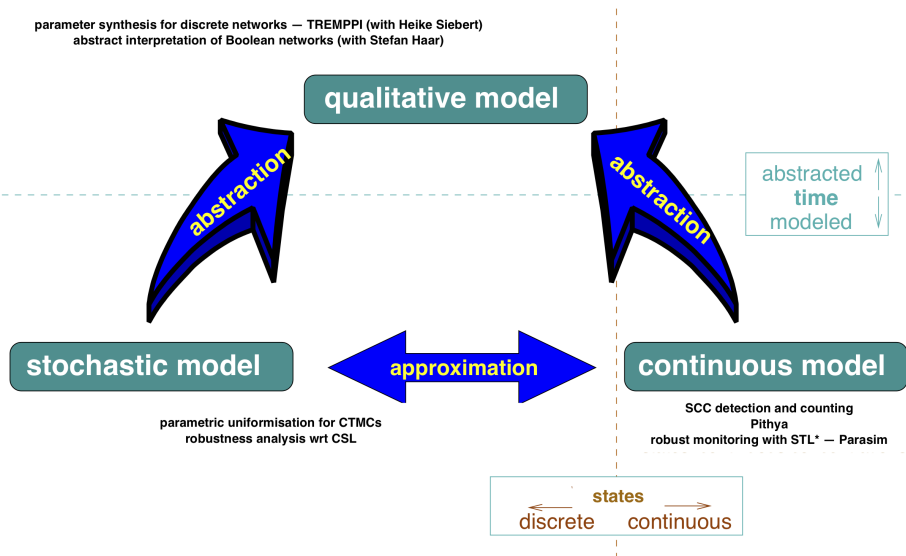 parameter synthesis for discrete networks — TREMPPI (with Heike Siebert)
abstract interpretation of Boolean networks (with Stefan Haar)
qualitative model
abstraction
abstraction
abstracted
time
modeled
stochastic model
approximation
continuous model
parametric uniformisation for CTMCs
robustness analysis wrt CSL
SCC detection and counting
Pithya
robust monitoring with STL* — Parasim
states
discrete
continuous